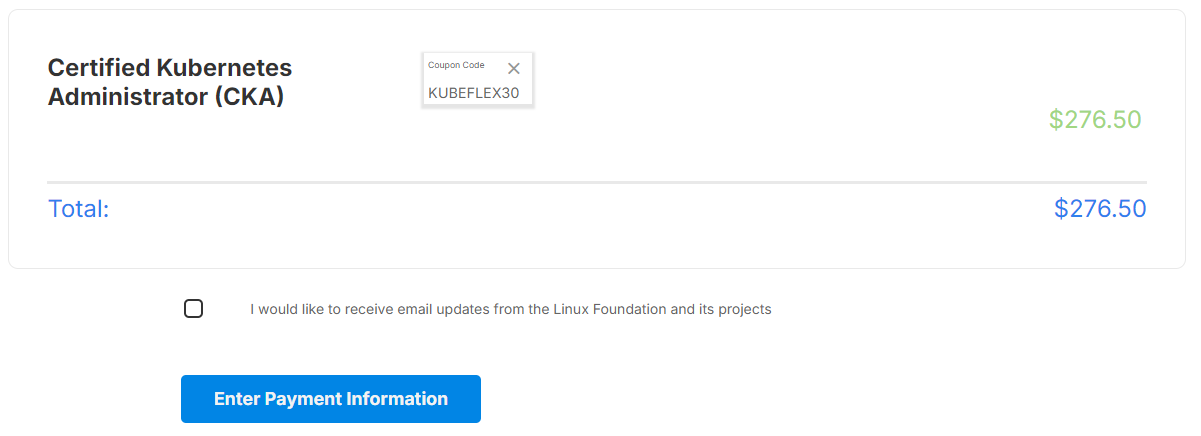 Certified Kubernetes
Administrator (CKA)
Coupon Code
KUBEFLEX30
$276.50
Total:
$276.50
I would like to receive email updates from the Linux Foundation and its projects
Enter Payment Information